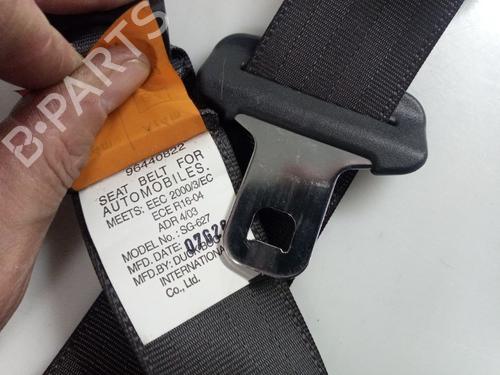 B-PARTS
96440822
SEAT BELT FOR
AUTOMOBILES.
MEETS: EEC 2000/3/EC
ECE R16-04
ADR 4/03
MODEL No.: SG-627
MFD. DATE:
MFD.BY:
INTERNATIONAL
Co., Ltd.